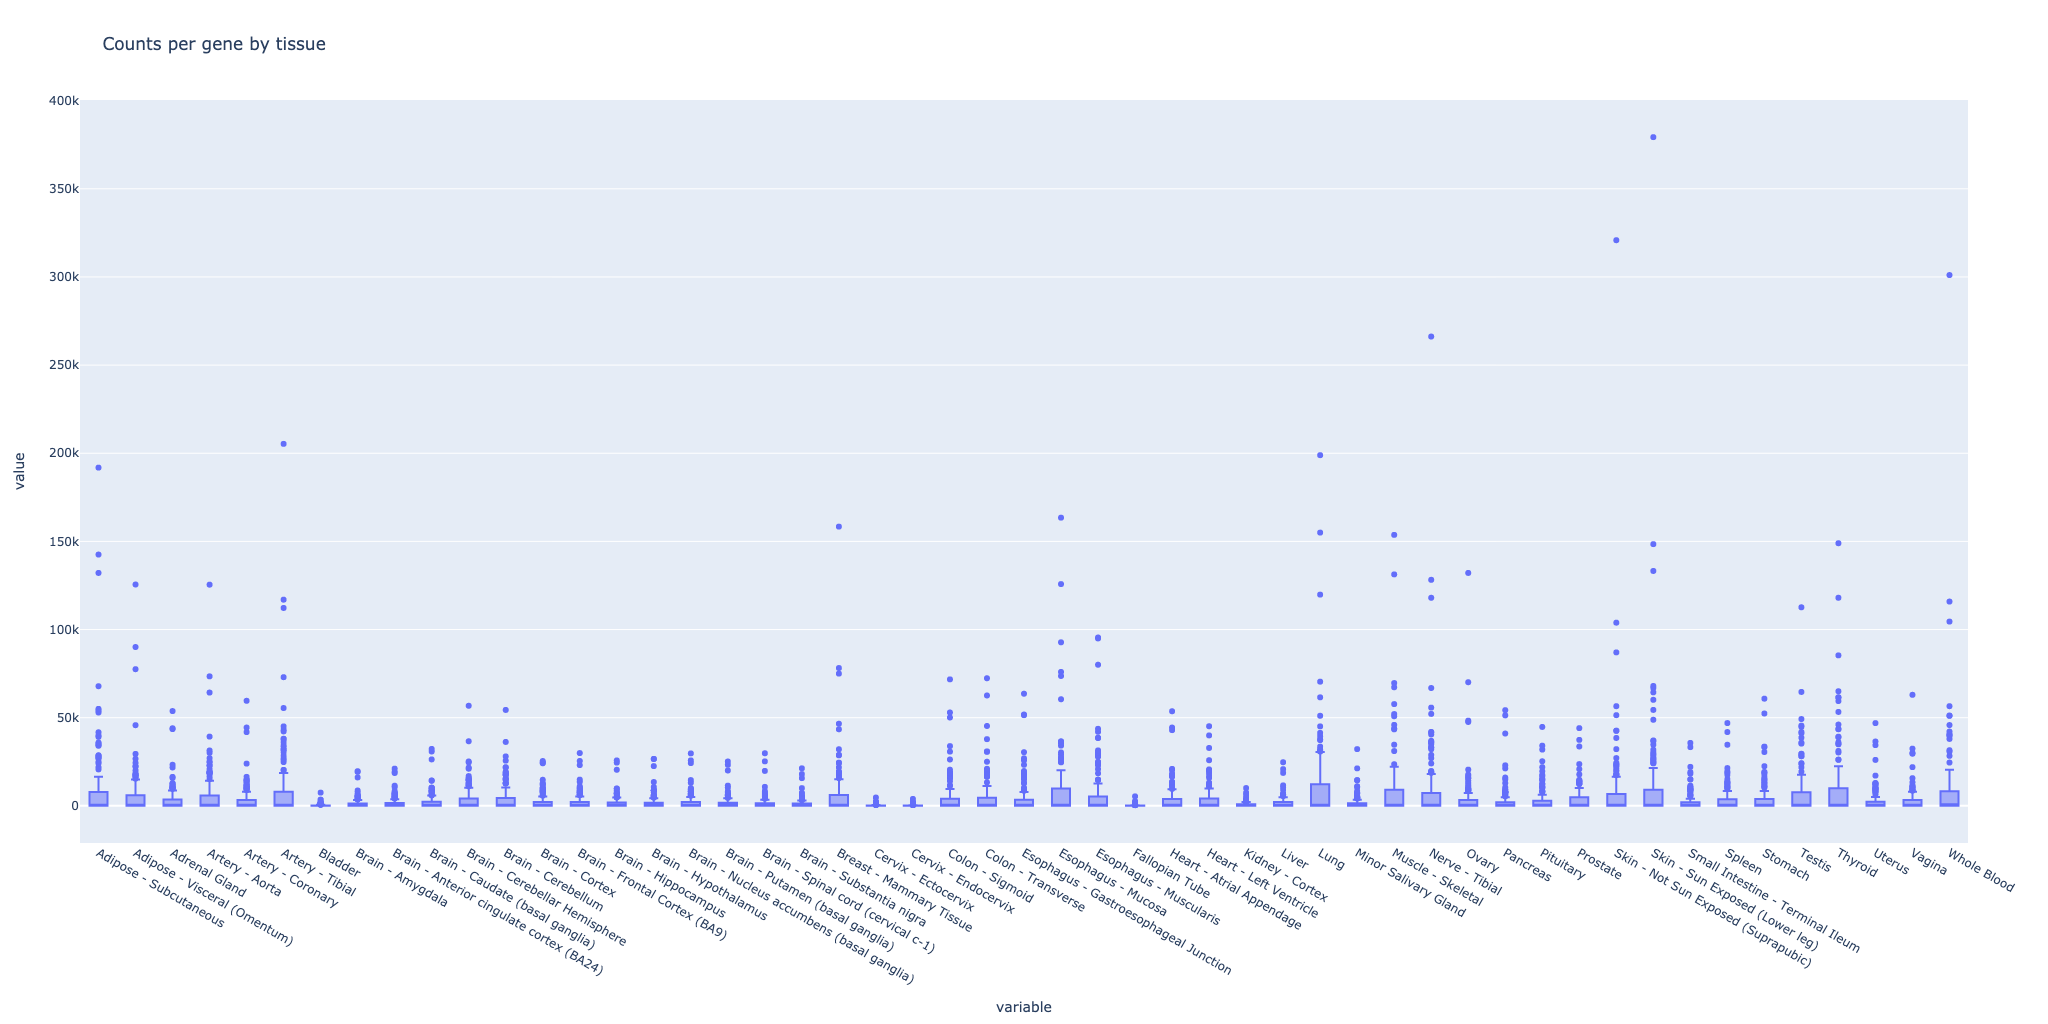 Counts per gene by tissue
400k
350k
300k
250k
200k
150k
100k
50k
0
value
Adipose - Subcutaneous
Adipose - Visceral (Omentum)
Adrenal Gland
Artery - Aorta
Artery - Coronary
Artery - Tibial
Bladder
Brain - Amygdala
Brain - Anterior cingulate cortex (BA24)
Brain - Caudate (basal ganglia)
Brain - Cerebellar Hemisphere
Brain - Cerebellum
Brain - Cortex
Brain - Frontal Cortex (BA9)
Brain - Hippocampus
Brain - Hypothalamus
Brain - Nucleus accumbens (basal ganglia)
Brain - Putamen (basal ganglia)
Brain - Spinal cord (cervical c-1)
Brain - Substantia nigra
Breast - Mammary Tissue
Cervix - Ectocervix
Cervix - Endocervix
Colon - Sigmoid
Colon - Transverse
Esophagus - Gastroesophageal Junction
Esophagus - Mucosa
Esophagus - Muscularis
Fallopian Tube
Heart - Atrial Appendage
Heart - Left Ventricle
Kidney - Cortex
Liver
Lung
Minor Salivary Gland
Muscle - Skeletal
Nerve - Tibial
Ovary
Pancreas
Pituitary
Prostate
Skin - Not Sun Exposed (Suprapubic)
Skin - Sun Exposed (Lower leg)
Small Intestine - Terminal Ileum
Spleen
Stomach
Testis
Thyroid
Uterus
Vagina
Whole Blood
variable